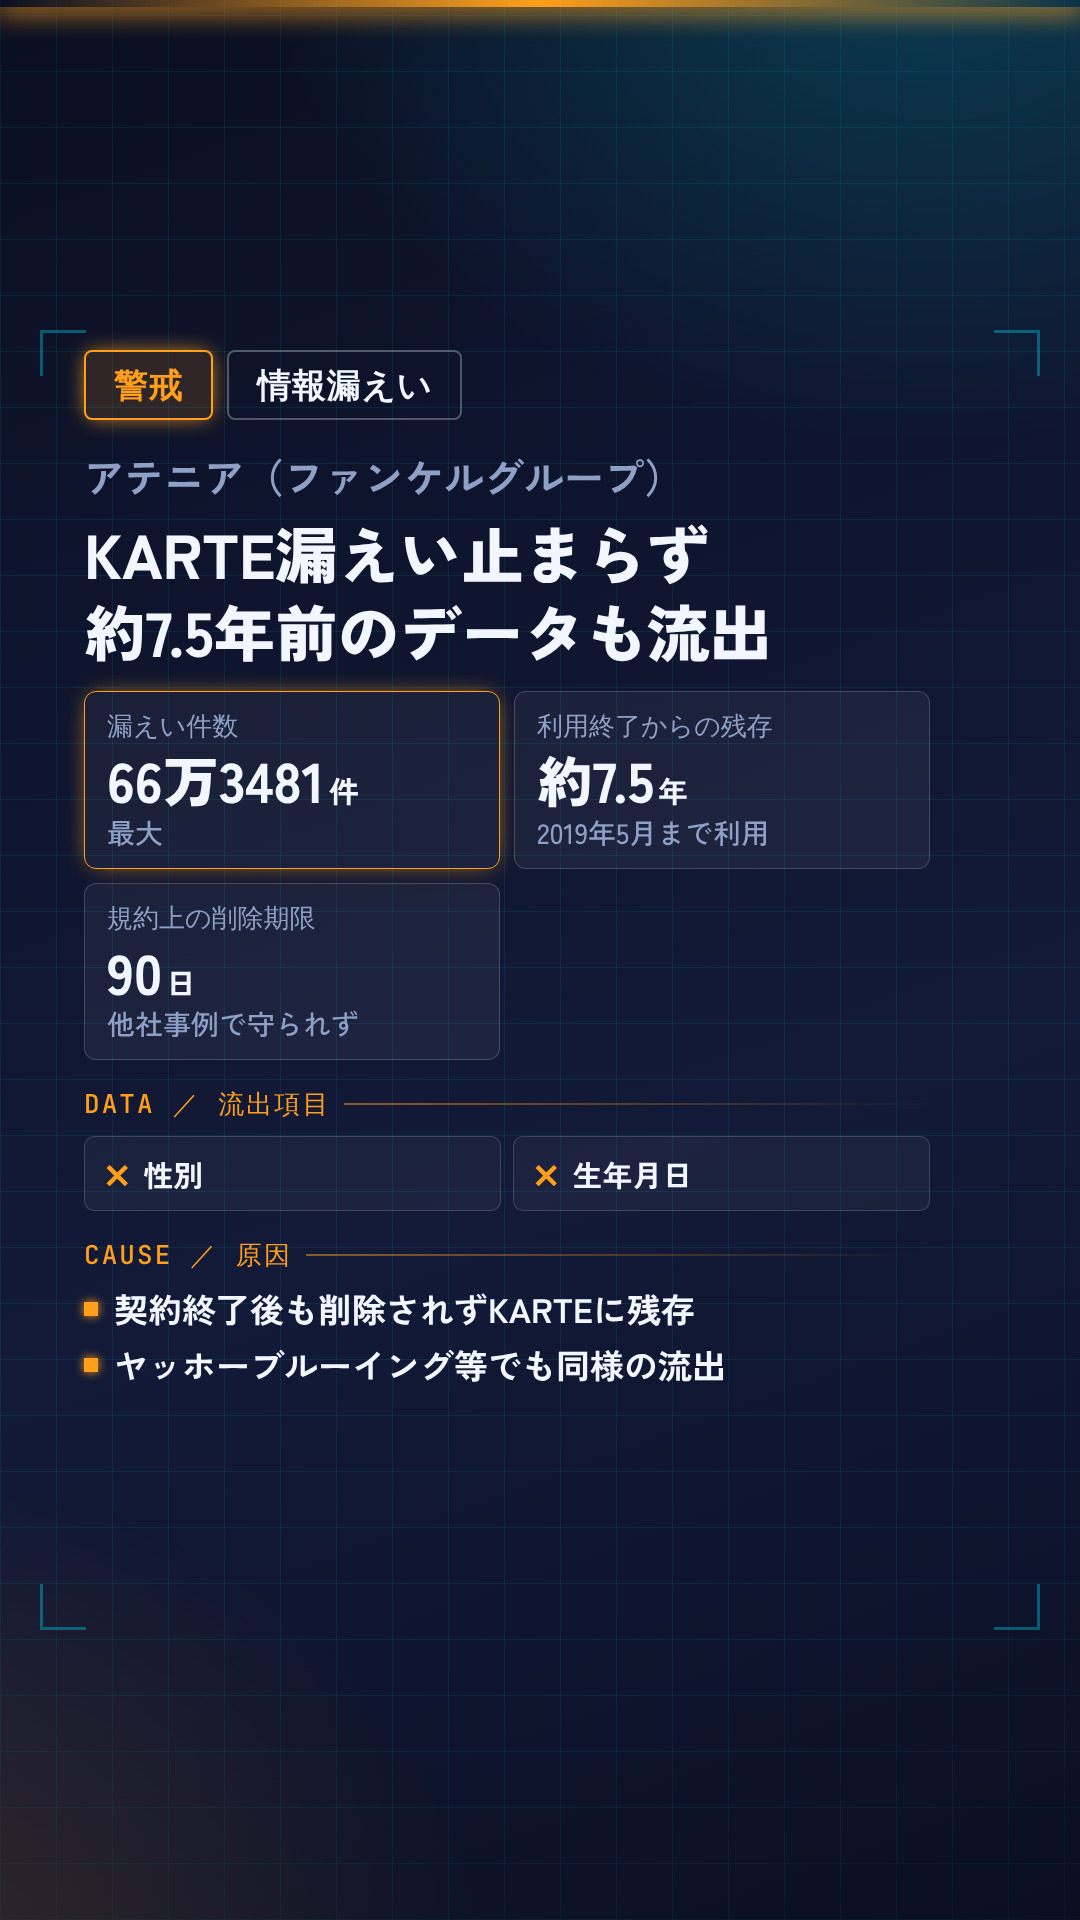 警戒
情報漏えい
アテニア（ファンケルグループ）
KARTE漏えい止まらず
約7.5年前のデータも流出
漏えい件数
66万3481件
最大
利用終了からの残存
約7.5年
2019年5月まで利用
規約上の削除期限
90日
他社事例で守られず
DATA ／ 流出項目
✕ 性別
✕ 生年月日
CAUSE ／ 原因
契約終了後も削除されずKARTEに残存
ヤッホーブルーイング等でも同様の流出